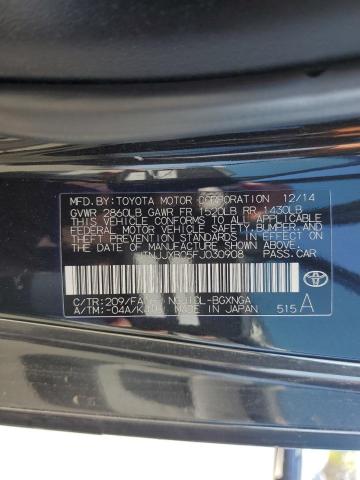 MFD. BY: TOYOTA MOTOR CORPORATION 12/14
GVWR 2860LB GAWR FR 1520LB RR 1430LB
THIS VEHICLE CONFORMS TO ALL APPLICABLE
FEDERAL MOTOR VEHICLE SAFETY, BUMPER, AND
THEFT PREVENTION STANDARDS IN EFFECT ON THE
DATE OF MANUFACTURE SHOWN ABOVE.
PASS.CAR
C/TR: 209/ NGJ10L-BGXNGA
A/TM: -04A/ MADE IN JAPAN 515 A